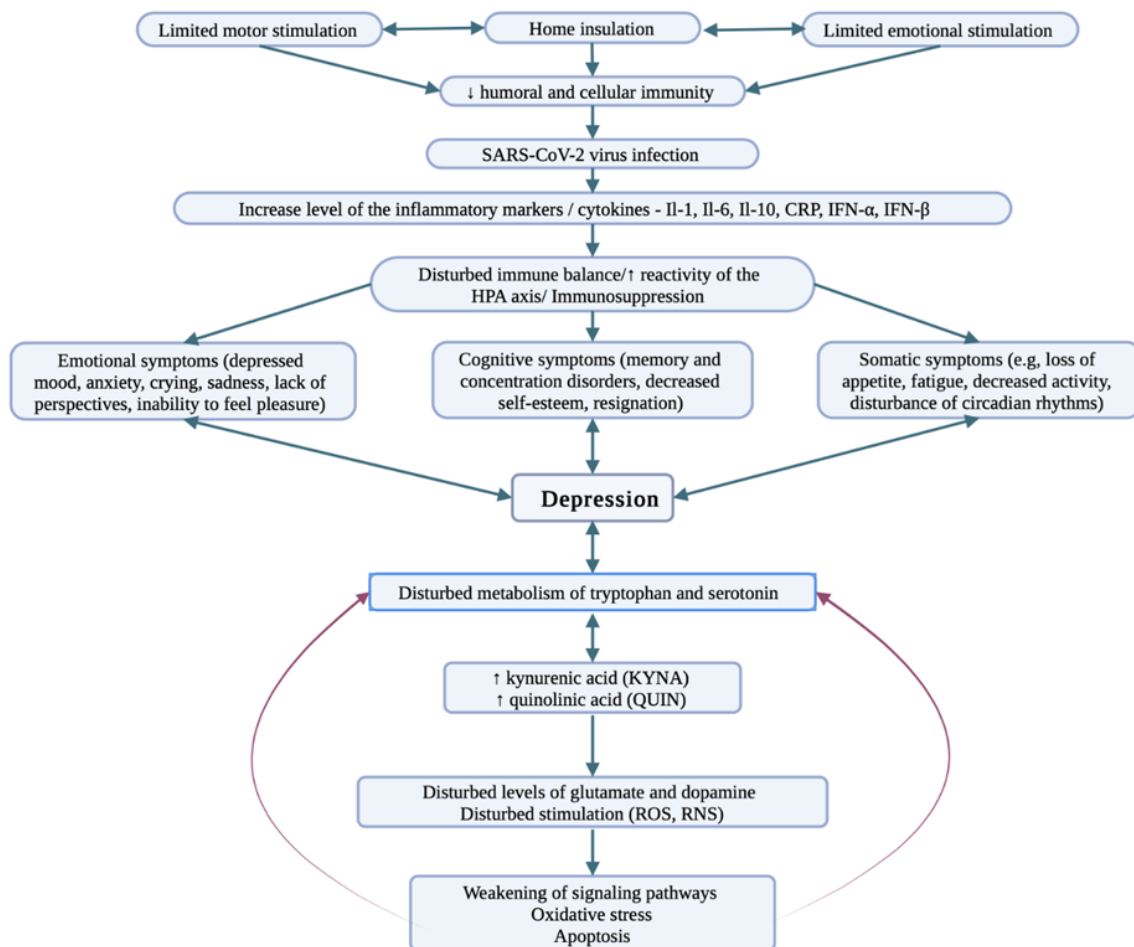 Limited motor stimulation
Home insulation
Limited emotional stimulation
↓ humoral and cellular immunity
SARS-CoV-2 virus infection
Increase level of the inflammatory markers / cytokines - Il-1, Il-6, Il-10, CRP, IFN-α, IFN-β
Disturbed immune balance/↑ reactivity of the
HPA axis/ Immunosuppression
Emotional symptoms (depressed
mood, anxiety, crying, sadness, lack of
perspectives, inability to feel pleasure)
Cognitive symptoms (memory and
concentration disorders, decreased
self-esteem, resignation)
Somatic symptoms (e.g, loss of
appetite, fatigue, decreased activity,
disturbance of circadian rhythms)
Depression
Disturbed metabolism of tryptophan and serotonin
↑ kynurenic acid (KYNA)
↑ quinolinic acid (QUIN)
Disturbed levels of glutamate and dopamine
Disturbed stimulation (ROS, RNS)
Weakening of signaling pathways
Oxidative stress
Apoptosis